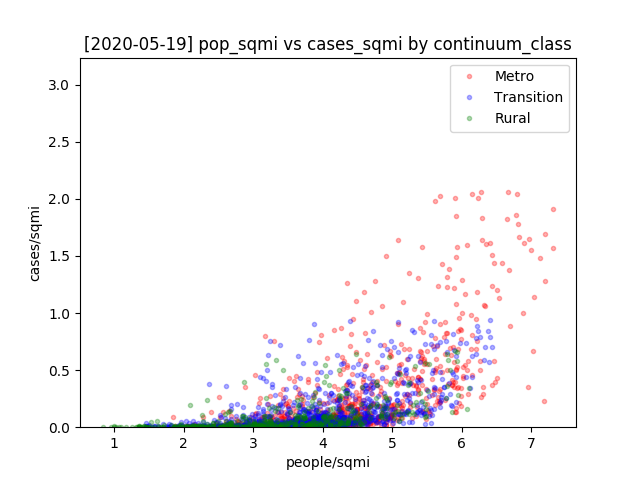 [2020-05-19] pop_sqmi vs cases_sqmi by continuum_class
Metro
Transition
Rural
3.0
2.5
2.0
1.5
1.0
0.5
0.0
cases/sqmi
1 2 3 4 5 6 7
people/sqmi